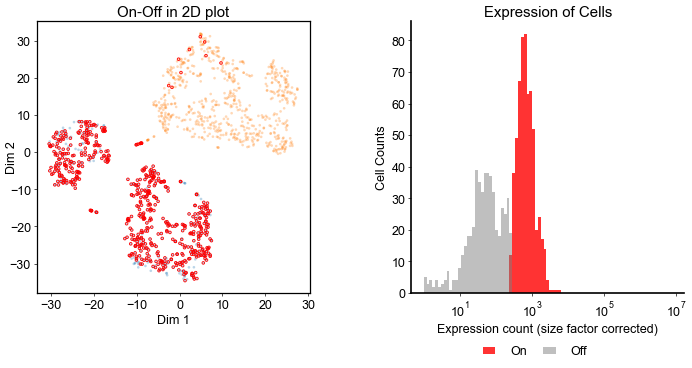 On-Off in 2D plot
Dim 2
30
20
10
0
−10
−20
−30
−30 −20 −10 0 10 20 30
Dim 1
Expression of Cells
Cell Counts
80
70
60
50
40
30
20
10
0
10^1 10^3 10^5 10^7
Expression count (size factor corrected)
On Off